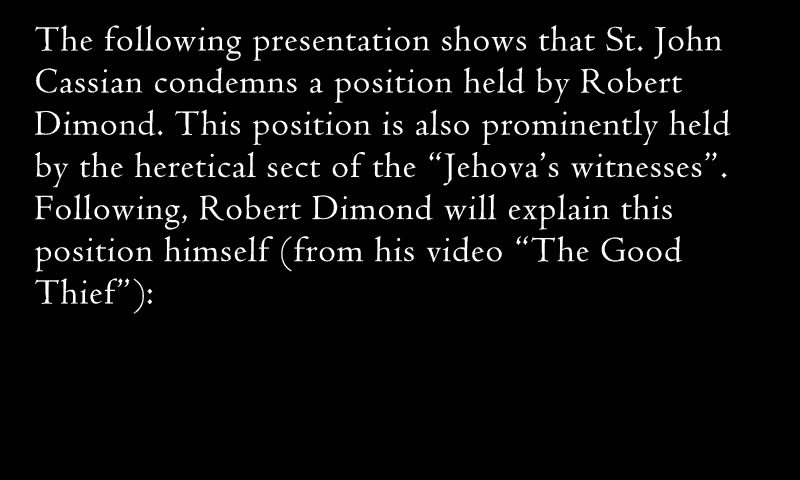 The following presentation shows that St. John
Cassian condemns a position held by Robert
Dimond. This position is also prominently held
by the heretical sect of the “Jehova’s witnesses”.
Following, Robert Dimond will explain this
position himself (from his video “The Good
Thief”):